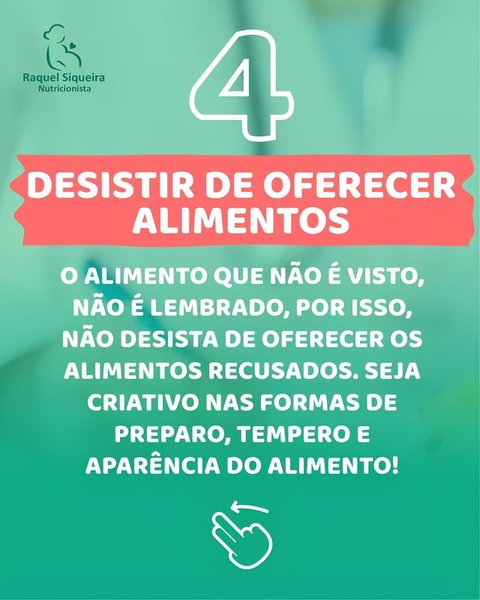 Raquel Siqueira
Nutricionista
4
DESISTIR DE OFERECER
ALIMENTOS
O ALIMENTO QUE NÃO É VISTO,
NÃO É LEMBRADO, POR ISSO,
NÃO DESISTA DE OFERECER OS
ALIMENTOS RECUSADOS. SEJA
CRIATIVO NAS FORMAS DE
PREPARO, TEMPERO E
APARÊNCIA DO ALIMENTO!